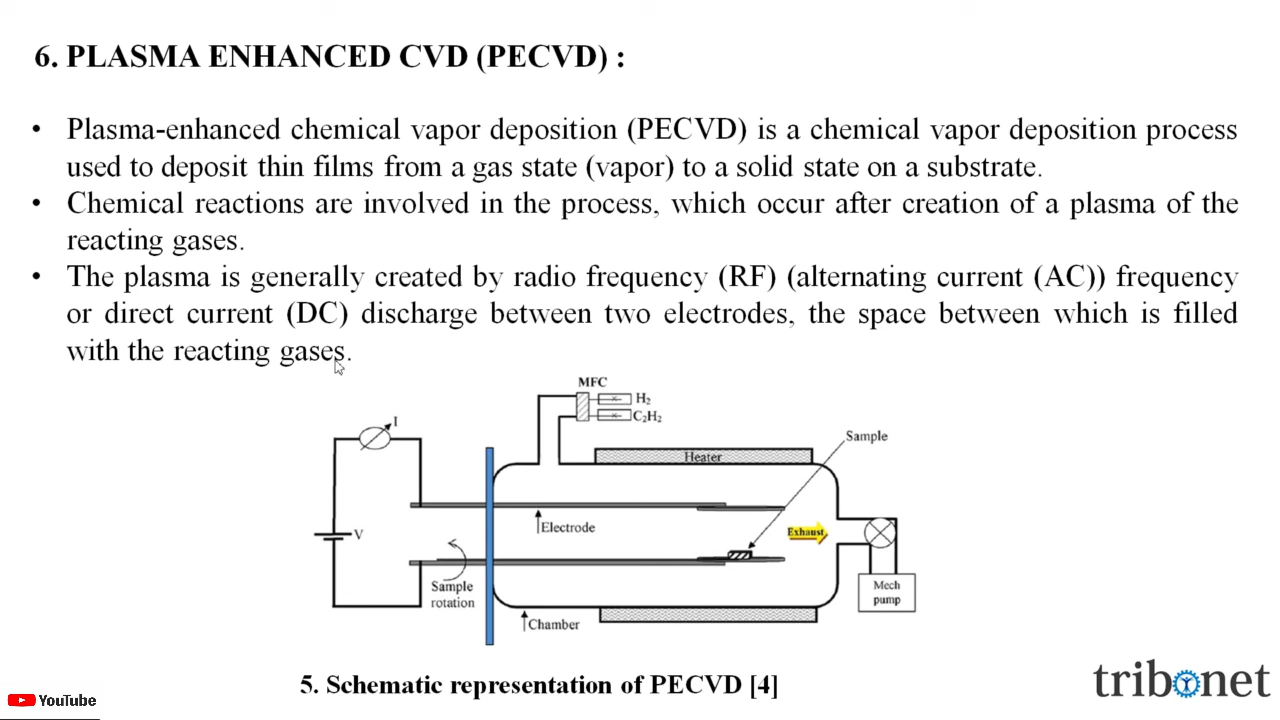 6. PLASMA ENHANCED CVD (PECVD) :
• Plasma-enhanced chemical vapor deposition (PECVD) is a chemical vapor deposition process
used to deposit thin films from a gas state (vapor) to a solid state on a substrate.
• Chemical reactions are involved in the process, which occur after creation of a plasma of the
reacting gases.
• The plasma is generally created by radio frequency (RF) (alternating current (AC)) frequency
or direct current (DC) discharge between two electrodes, the space between which is filled
with the reacting gases.
MFC
H₂
C₂H₂
I
Sample
Heater
Electrode
Exhaust
V
Sample
rotation
Mech
pump
Chamber
5. Schematic representation of PECVD [4]
tribonet
YouTube